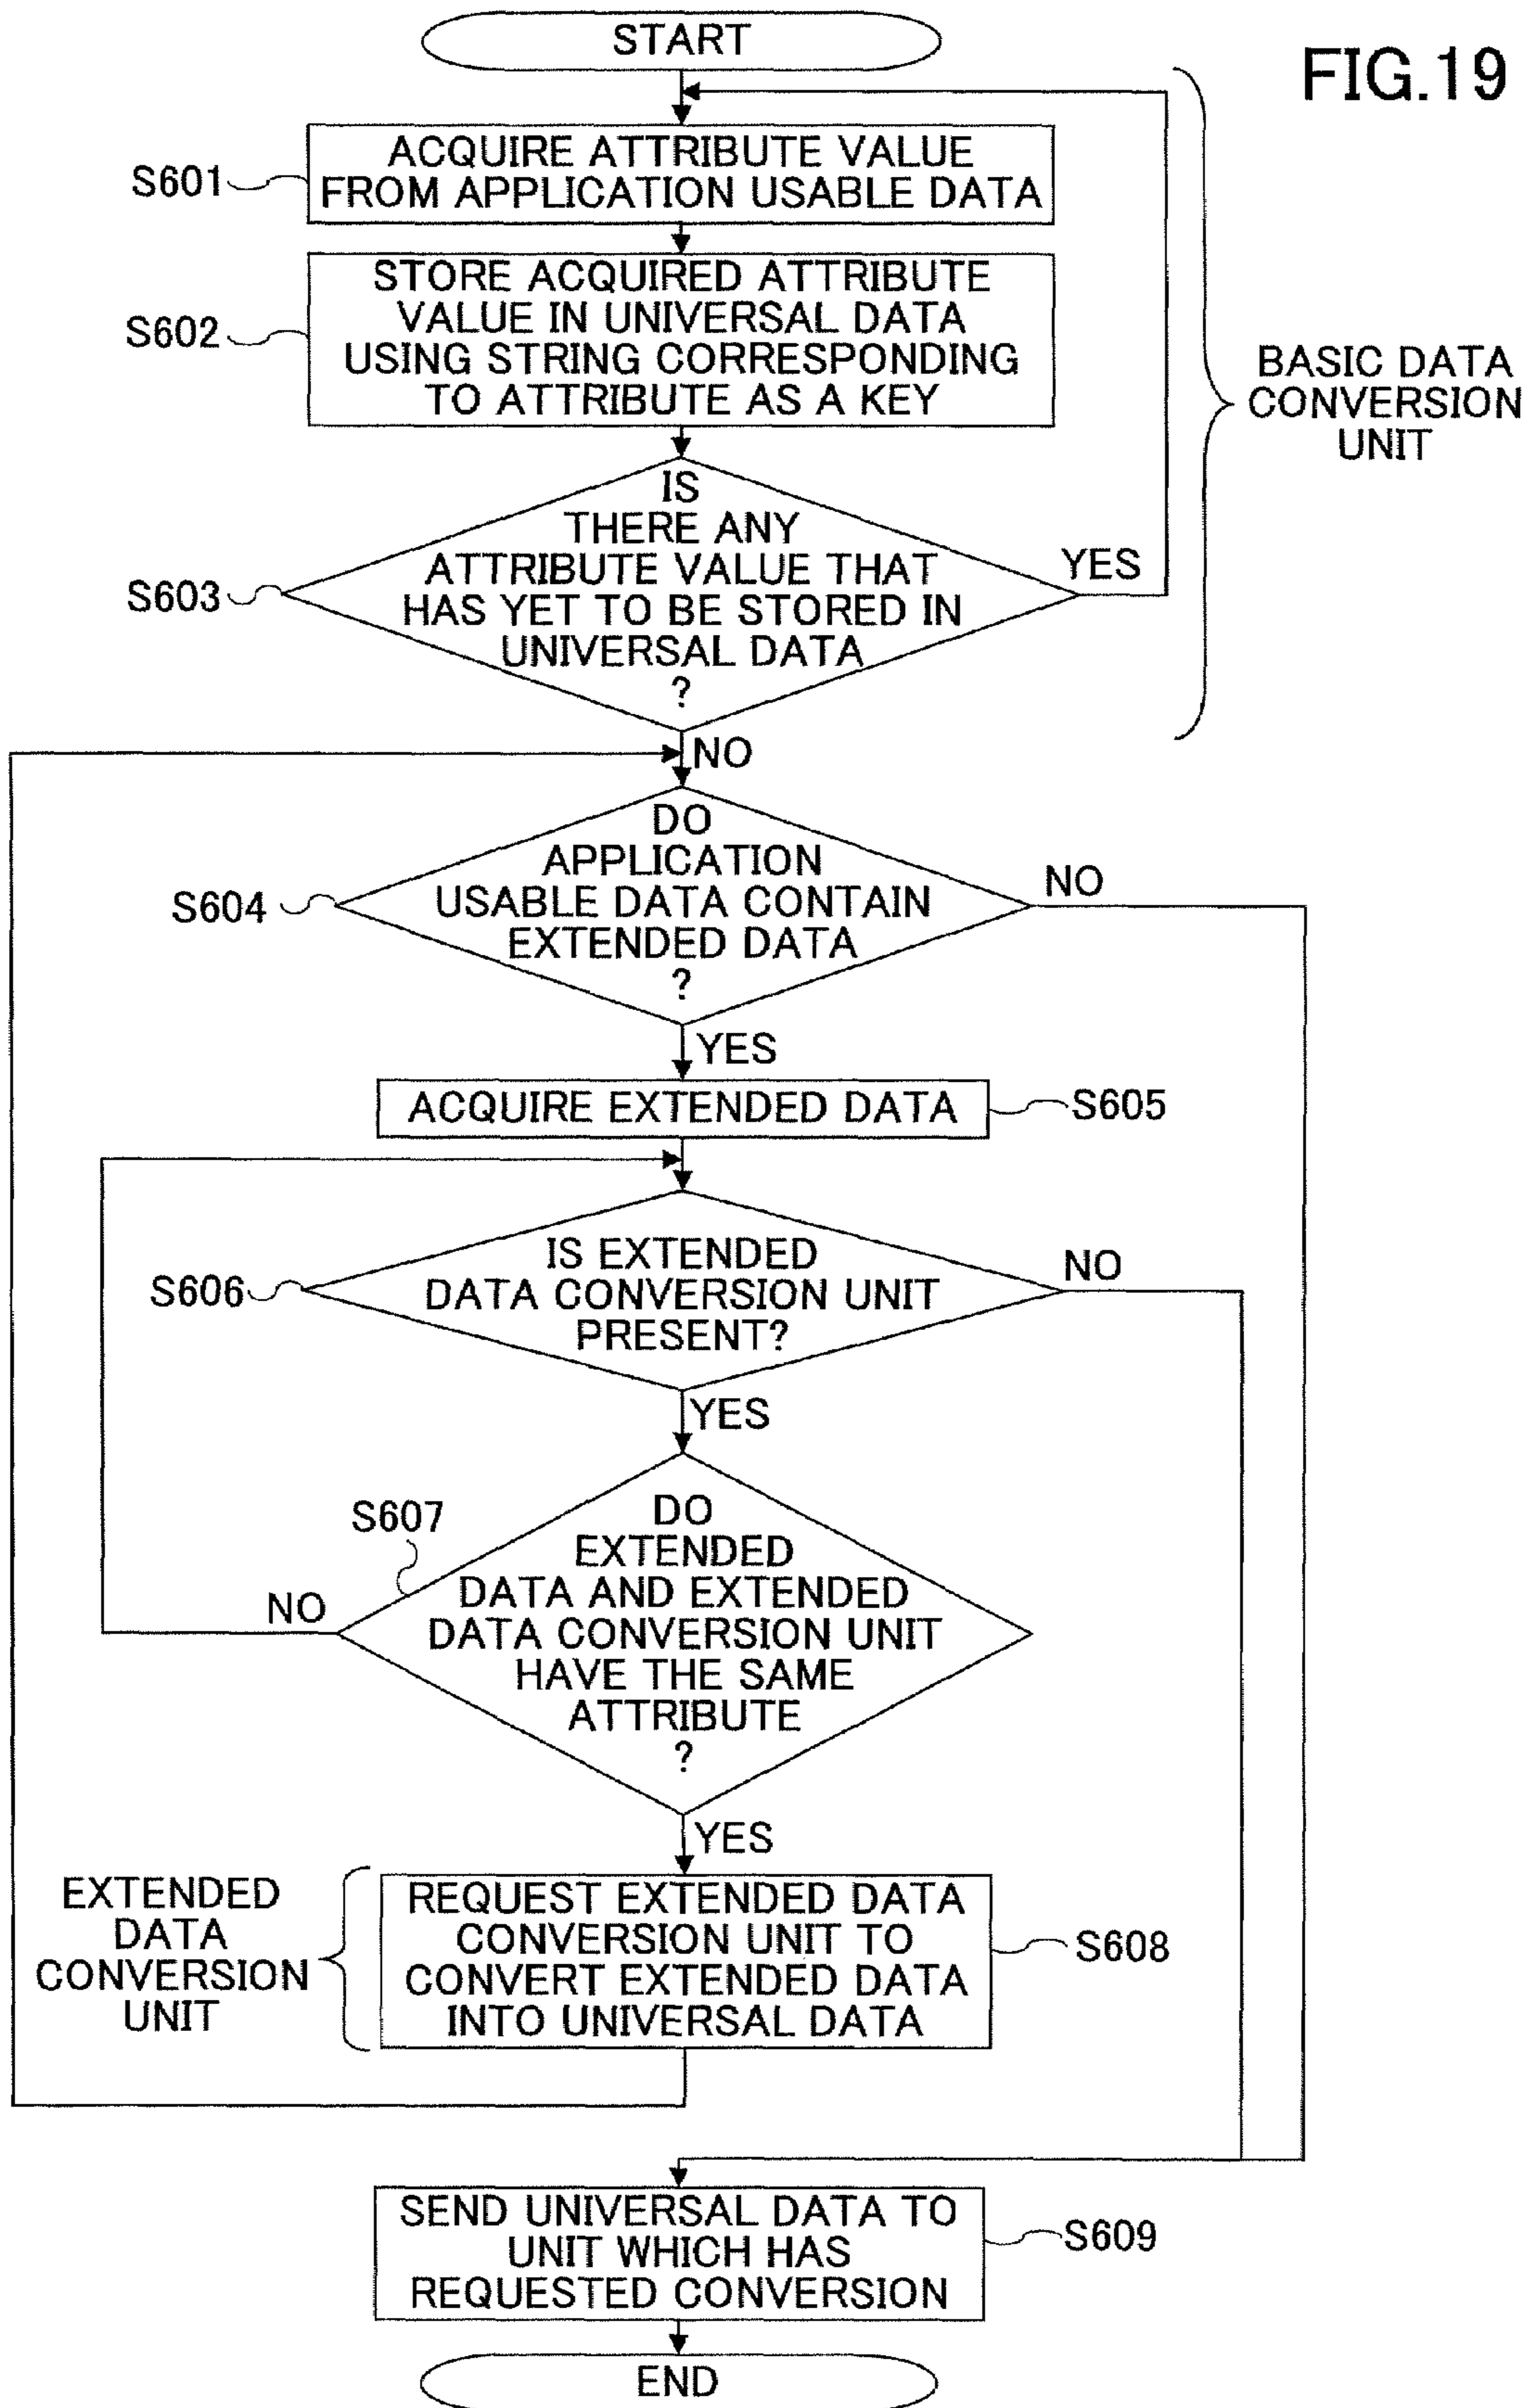 START
FIG.19
S601
ACQUIRE ATTRIBUTE VALUE
FROM APPLICATION USABLE DATA
S602
STORE ACQUIRED ATTRIBUTE
VALUE IN UNIVERSAL DATA
USING STRING CORRESPONDING
TO ATTRIBUTE AS A KEY
BASIC DATA
CONVERSION
UNIT
S603
IS
THERE ANY
ATTRIBUTE VALUE THAT
HAS YET TO BE STORED IN
UNIVERSAL DATA
?
YES
NO
S604
DO
APPLICATION
USABLE DATA CONTAIN
EXTENDED DATA
?
NO
YES
ACQUIRE EXTENDED DATA
S605
S606
IS EXTENDED
DATA CONVERSION UNIT
PRESENT?
NO
YES
S607
DO
EXTENDED
DATA AND EXTENDED
DATA CONVERSION UNIT
HAVE THE SAME
ATTRIBUTE
?
NO
YES
EXTENDED
DATA
CONVERSION
UNIT
REQUEST EXTENDED DATA
CONVERSION UNIT TO
CONVERT EXTENDED DATA
INTO UNIVERSAL DATA
S608
SEND UNIVERSAL DATA TO
UNIT WHICH HAS
REQUESTED CONVERSION
S609
END